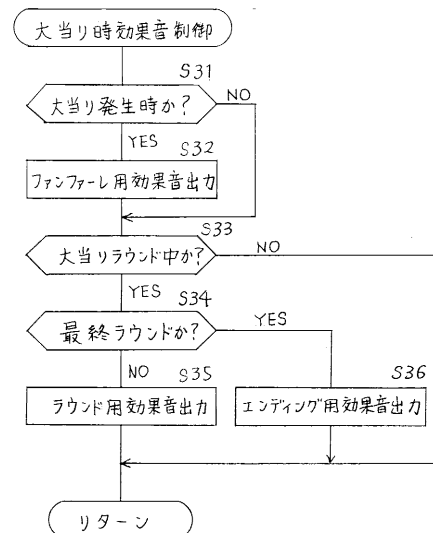 大当り時効果音制御
S31
大当り発生時か?
NO
YES
S32
ファンファーレ用効果音出力
S33
大当りラウンド中か?
NO
YES
S34
最終ラウンドか?
YES
NO
S35
ラウンド用効果音出力
S36
エンディング用効果音出力
リターン